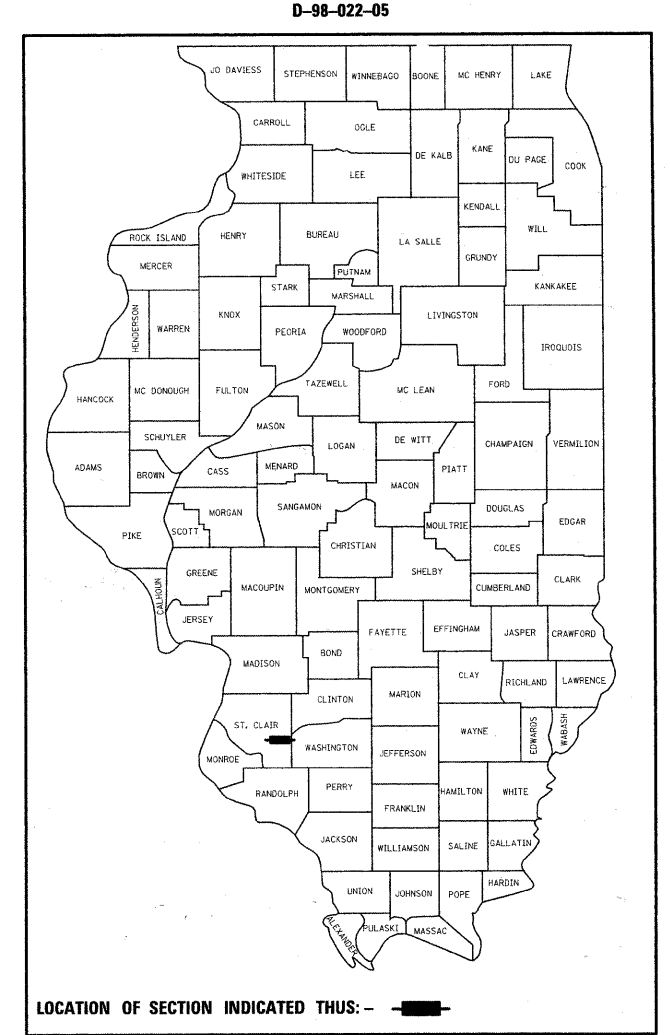 D-98-022-05
JO DAVIESS STEPHENSON WINNEBAGO BOONE MC HENRY LAKE
CARROLL OGLE DE KALB KANE DU PAGE COOK
WHITESIDE LEE
KENDALL WILL
ROCK ISLAND HENRY BUREAU LA SALLE GRUNDY
MERCER PUTNAM
STARK MARSHALL KANKAKEE
HENDERSON WARREN KNOX PEORIA WOODFORD LIVINGSTON
IROQUOIS
HANCOCK MC DONOUGH FULTON TAZEWELL MC LEAN FORD
MASON
SCHUYLER LOGAN DE WITT CHAMPAIGN VERMILION
ADAMS BROWN CASS MENARD PIATT
MACON
MORGAN SANGAMON DOUGLAS
PIKE SCOTT CHRISTIAN MOULTRIE EDGAR
COLES
CALHOUN GREENE MACOUPIN MONTGOMERY SHELBY CUMBERLAND CLARK
JERSEY FAYETTE EFFINGHAM JASPER CRAWFORD
MADISON BOND
CLAY RICHLAND LAWRENCE
CLINTON MARION
ST. CLAIR WAYNE EDWARDS WABASH
WASHINGTON JEFFERSON
MONROE
RANDOLPH PERRY HAMILTON WHITE
FRANKLIN
JACKSON WILLIAMSON SALINE GALLATIN
UNION JOHNSON POPE HARDIN
ALEXANDER PULASKI MASSAC
LOCATION OF SECTION INDICATED THUS: -